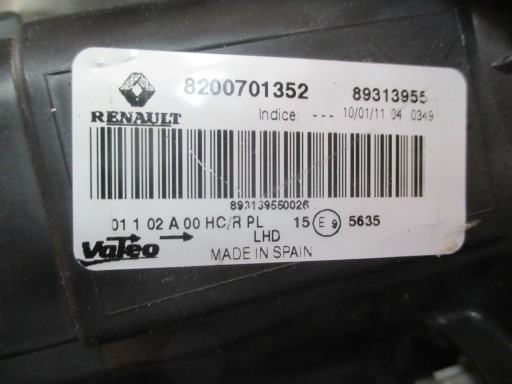 8200701352 89313955
RENAULT Indice: --- 10/01/11 04 0349
893139550026
01 1 02 A 00 HC/R PL 15 E 9 5635
Valeo LHD
MADE IN SPAIN